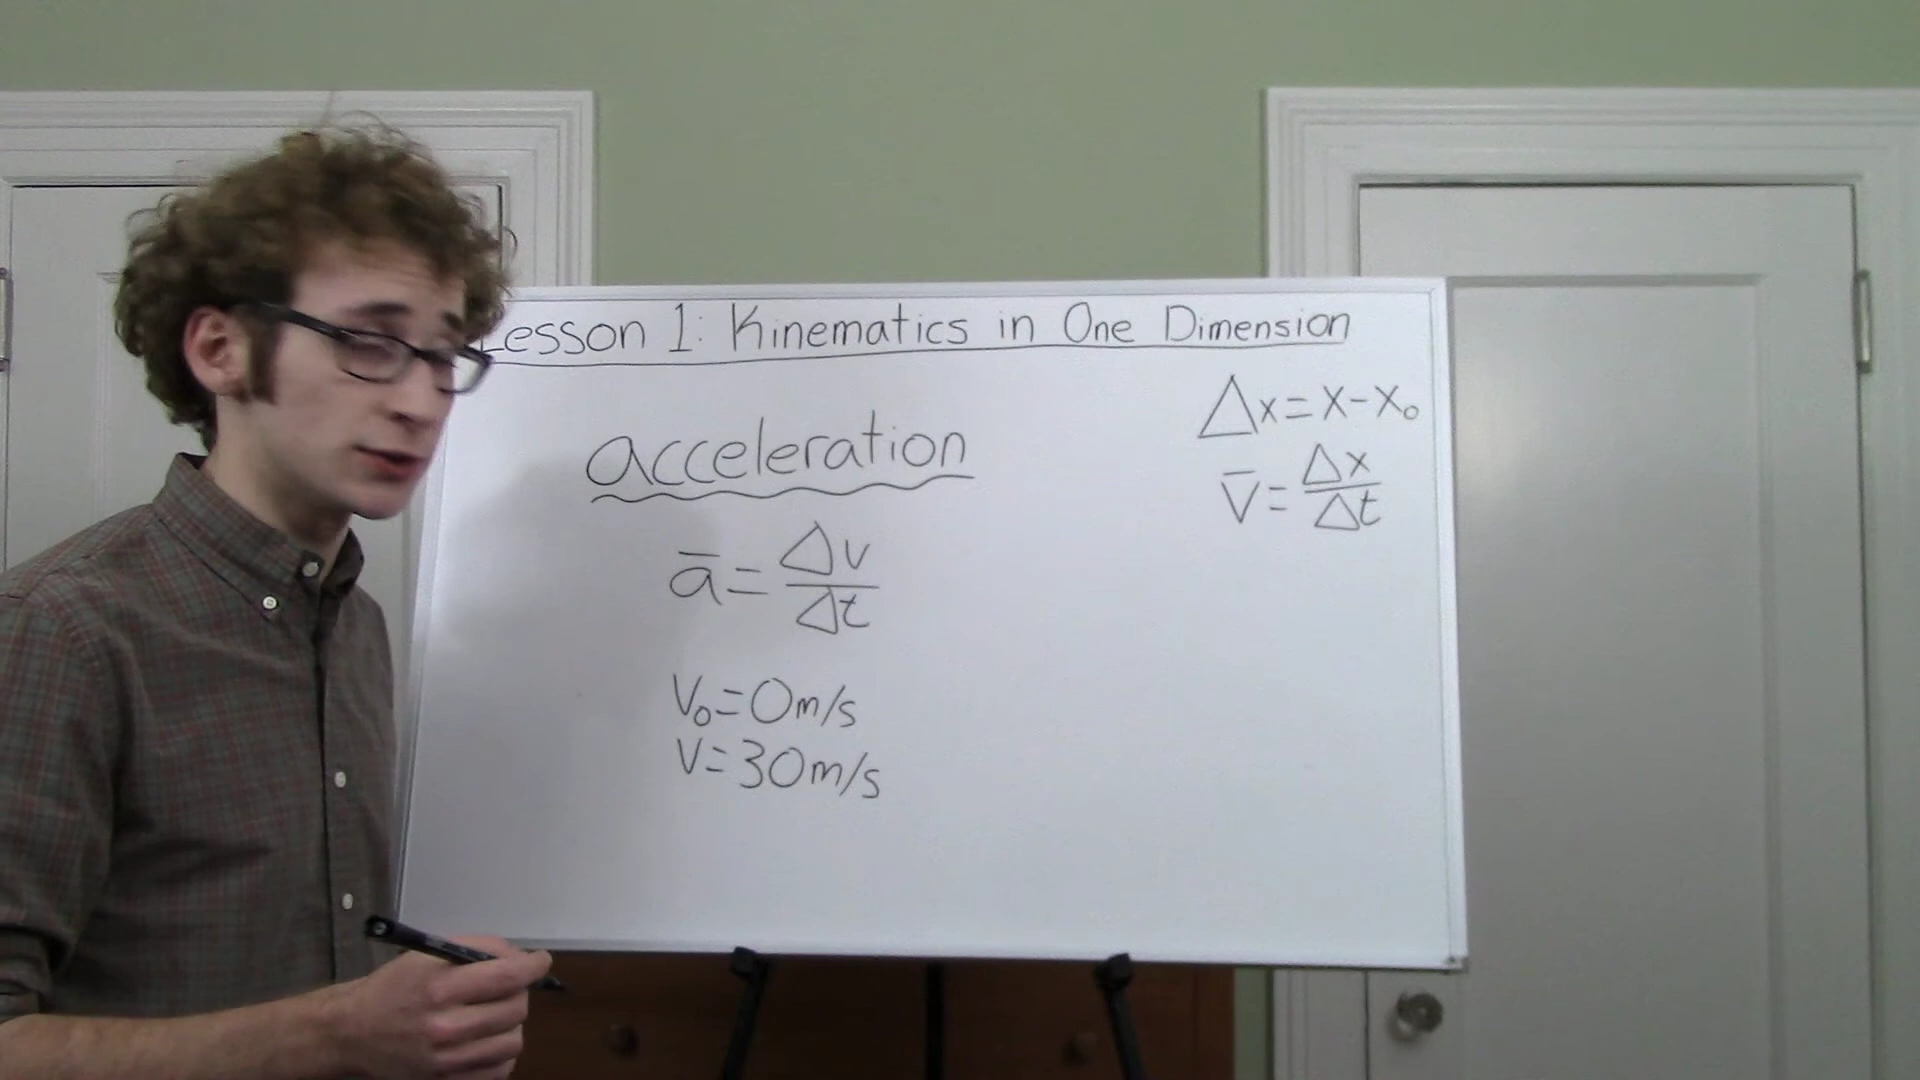 Lesson 1: Kinematics in One Dimension
acceleration
ā = Δv/Δt
v₀=0m/s
v=30m/s
Δx=x-x₀
v̄ = Δx/Δt